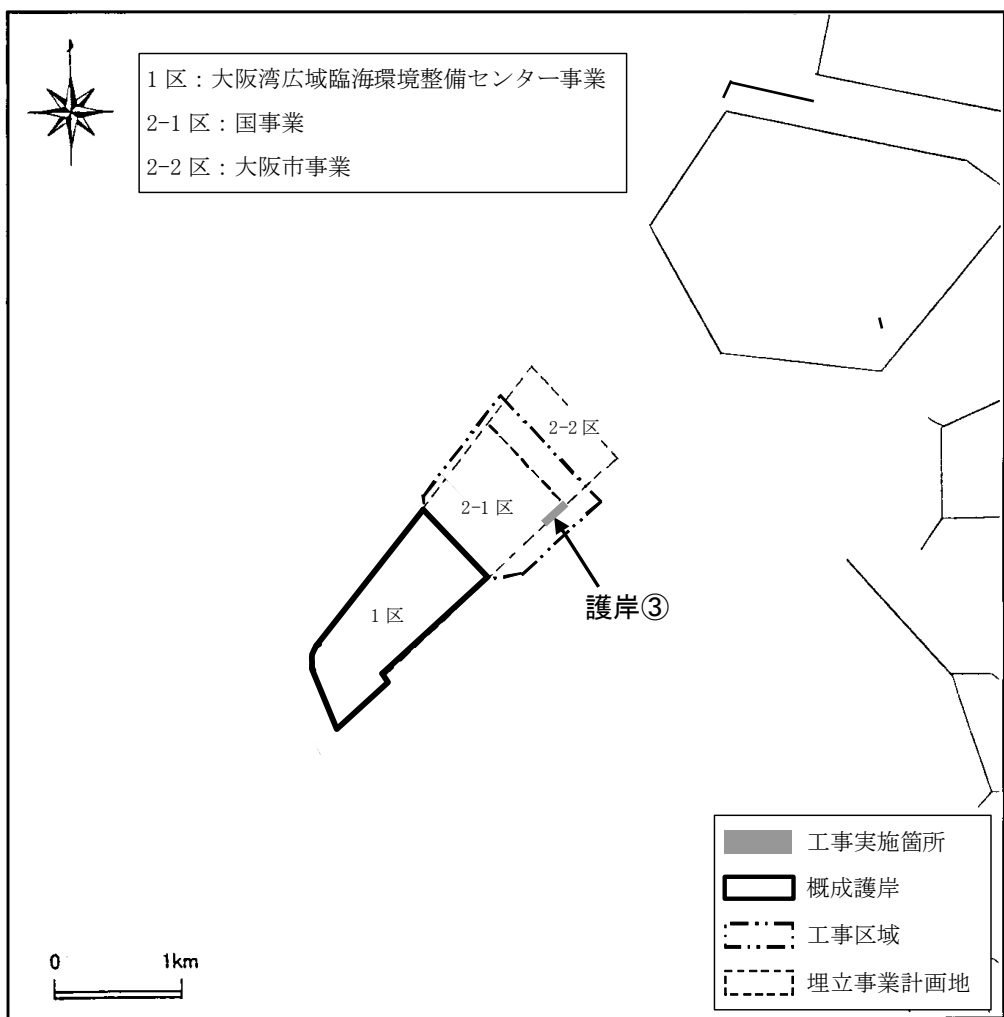 1 区：大阪湾広域臨海環境整備センター事業
2-1 区：国事業
2-2 区：大阪市事業
2-2 区
2-1 区
護岸③
1 区
工事実施箇所
概成護岸
工事区域
埋立事業計画地
0 1km